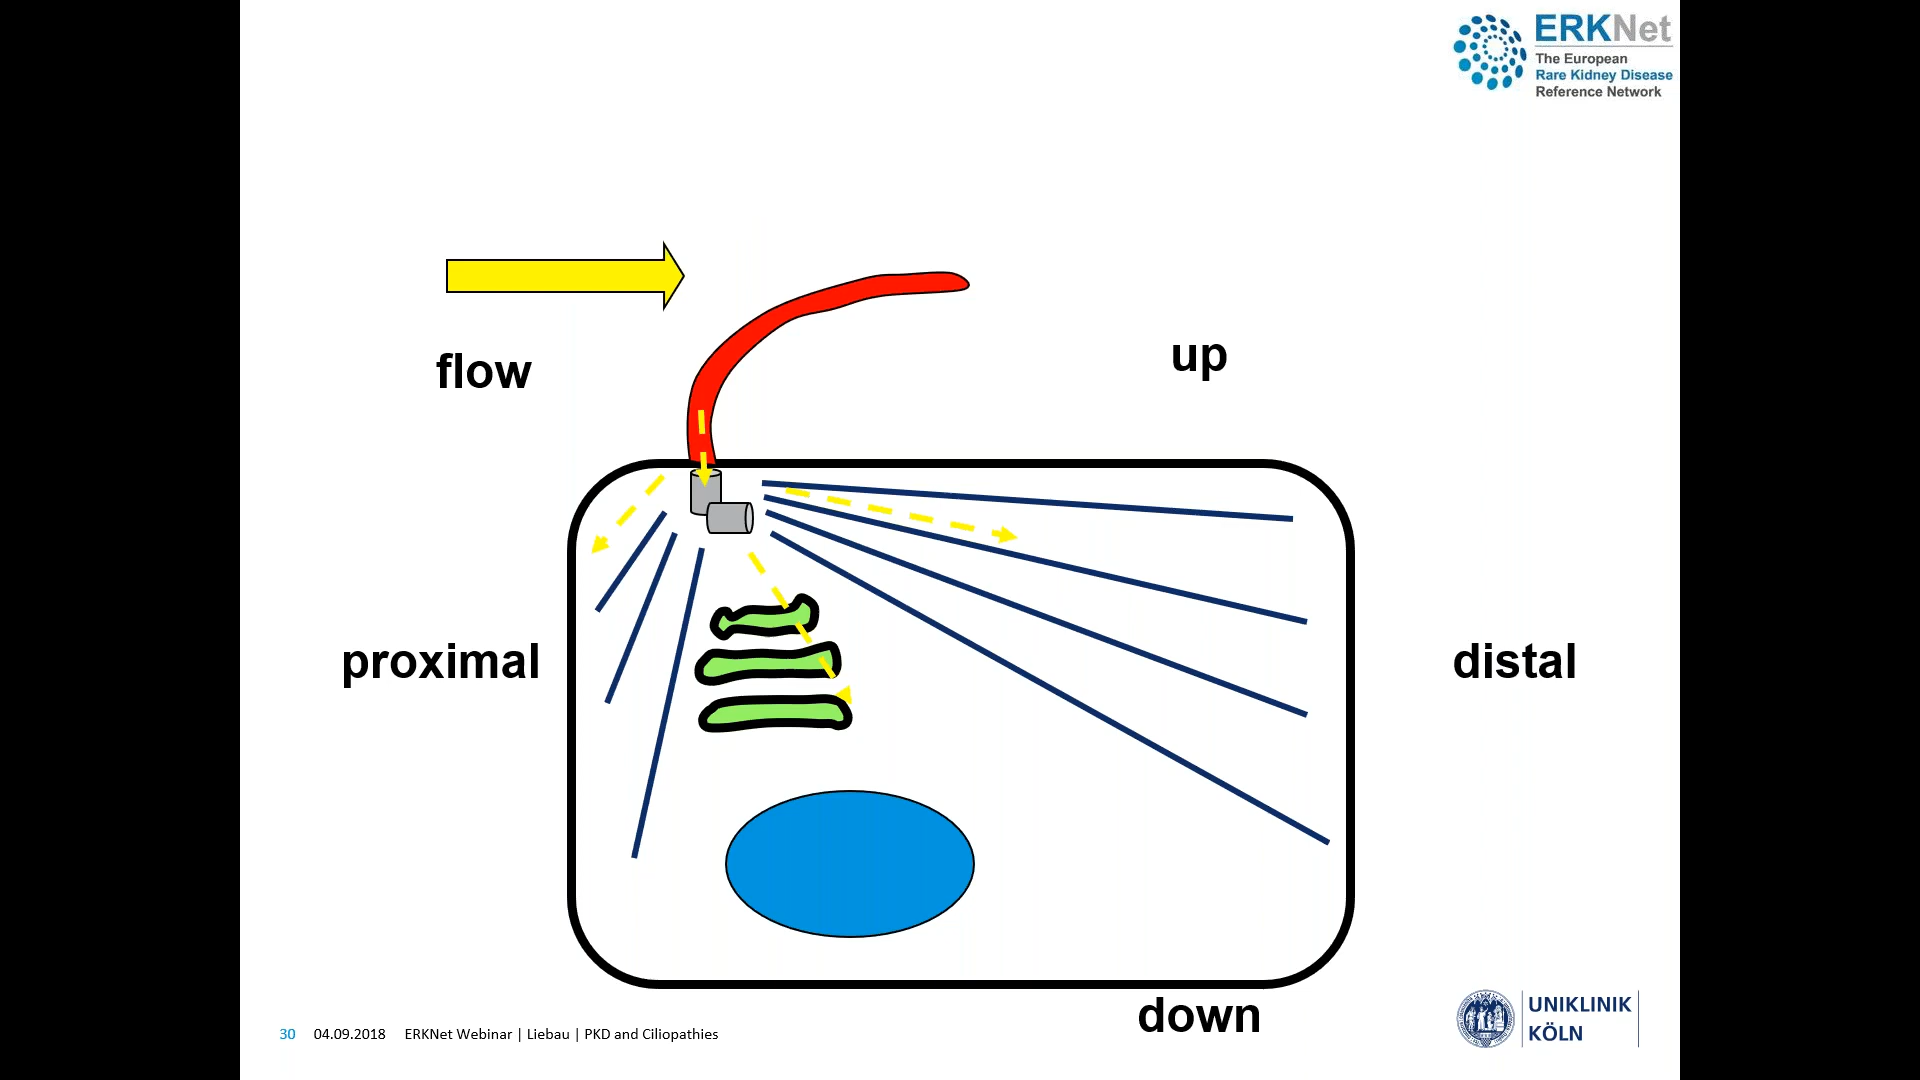 ERKNet
The European
Rare Kidney Disease
Reference Network
flow
up
proximal
distal
down
30 04.09.2018 ERKNet Webinar | Liebau | PKD and Ciliopathies
UNIKLINIK
KÖLN